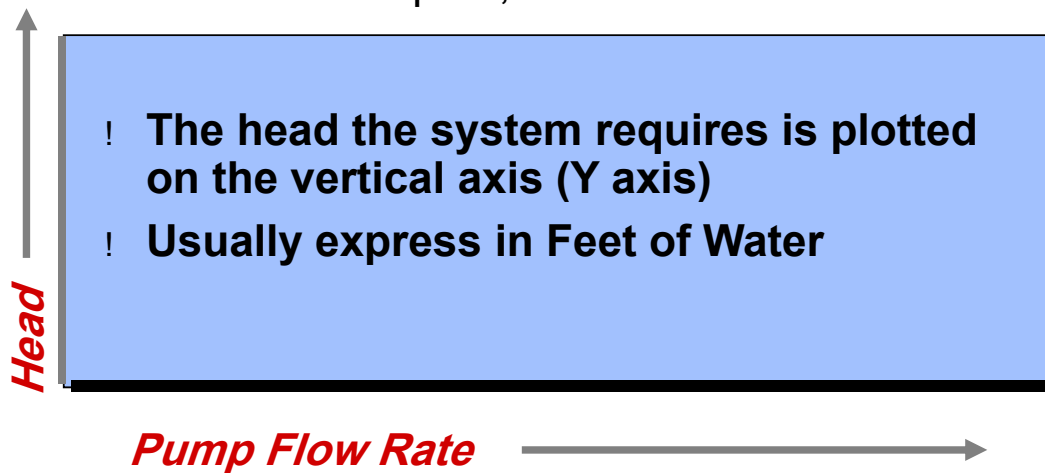 ! The head the system requires is plotted
on the vertical axis (Y axis)
! Usually express in Feet of Water
Head
Pump Flow Rate